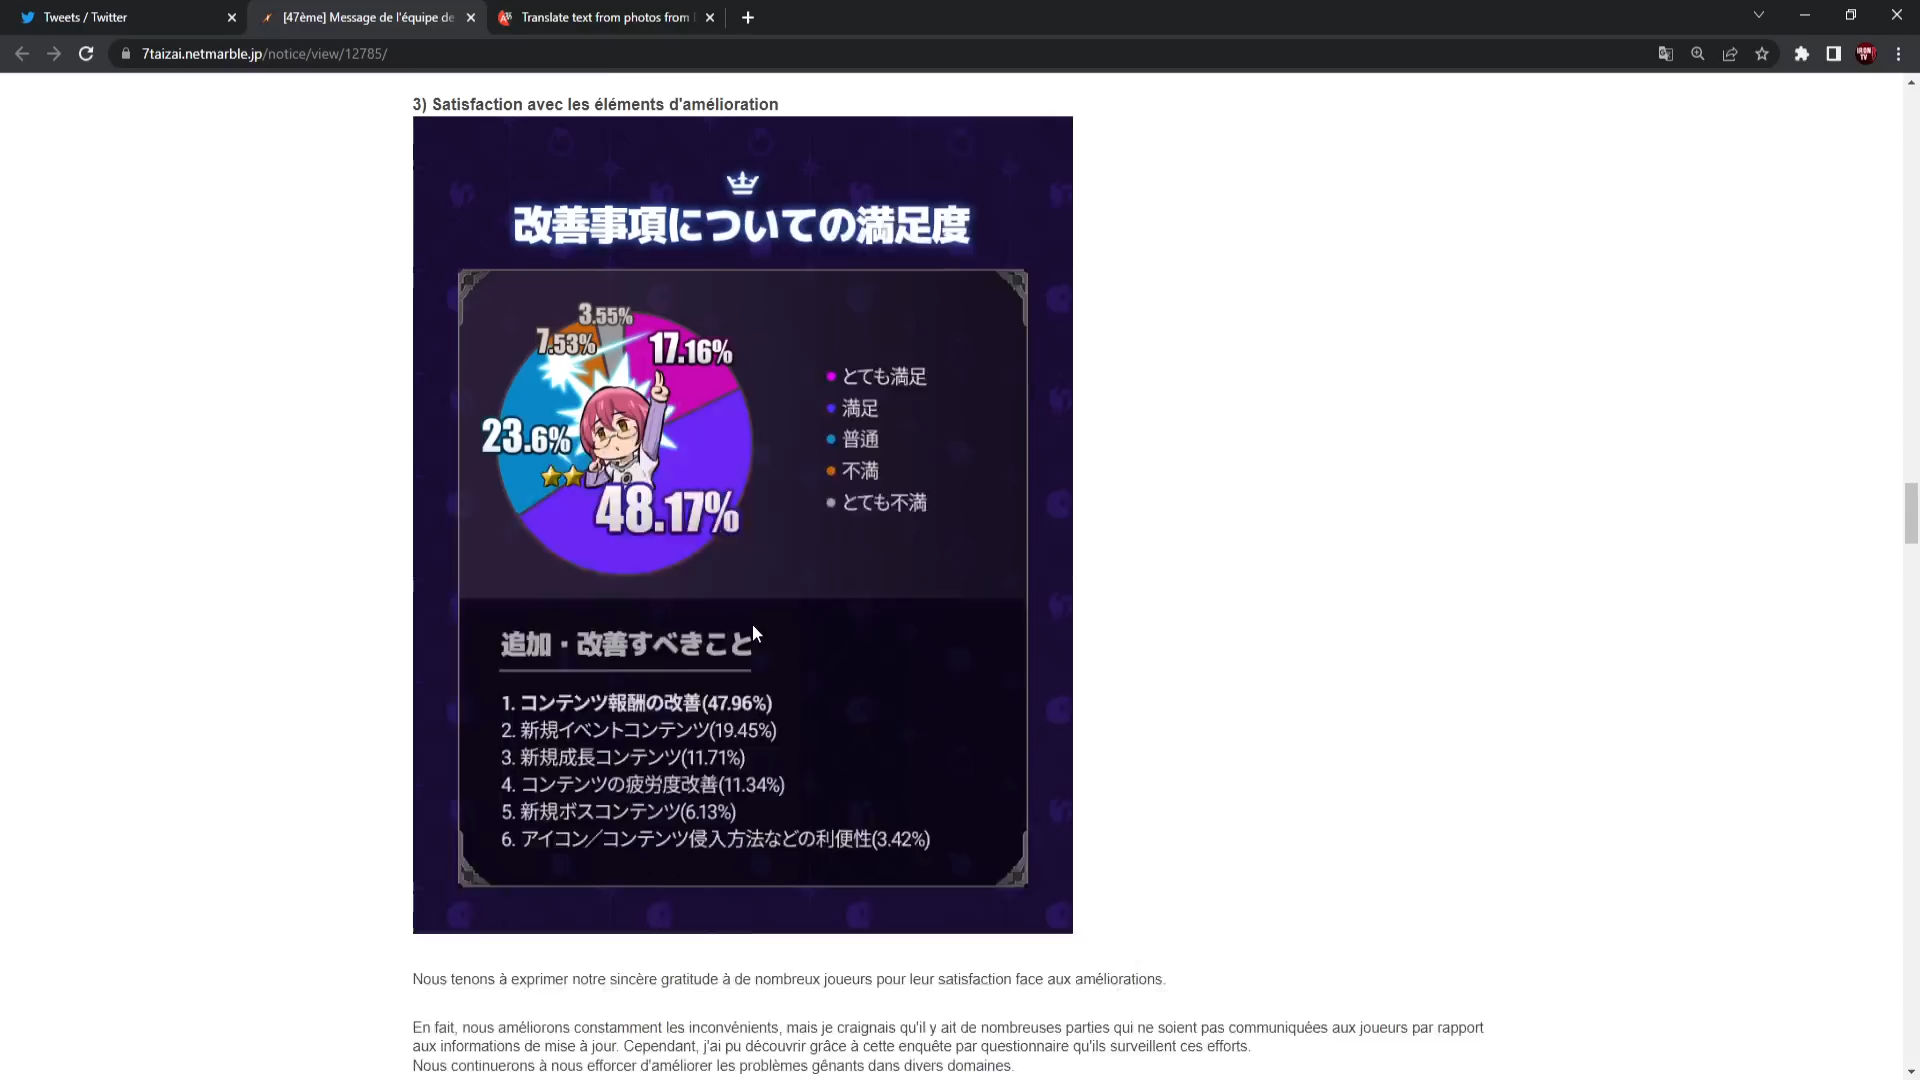 Tweets / Twitter
[47ème] Message de l'équipe de
Translate text from photos from
7taizai.netmarble.jp/notice/view/12785/
3) Satisfaction avec les éléments d'amélioration
改善事項についての満足度
3.55%
7.53%
17.16%
23.6%
48.17%
とても満足
満足
普通
不満
とても不満
追加・改善すべきこと
1. コンテンツ報酬の改善(47.96%)
2. 新規イベントコンテンツ(19.45%)
3. 新規成長コンテンツ(11.71%)
4. コンテンツの疲労度改善(11.34%)
5. 新規ボスコンテンツ(6.13%)
6. アイコン／コンテンツ侵入方法などの利便性(3.42%)
Nous tenons à exprimer notre sincère gratitude à de nombreux joueurs pour leur satisfaction face aux améliorations.
En fait, nous améliorons constamment les inconvénients, mais je craignais qu'il y ait de nombreuses parties qui ne soient pas communiquées aux joueurs par rapport
aux informations de mise à jour. Cependant, j'ai pu découvrir grâce à cette enquête par questionnaire qu'ils surveillent ces efforts.
Nous continuerons à nous efforcer d'améliorer les problèmes gênants dans divers domaines.